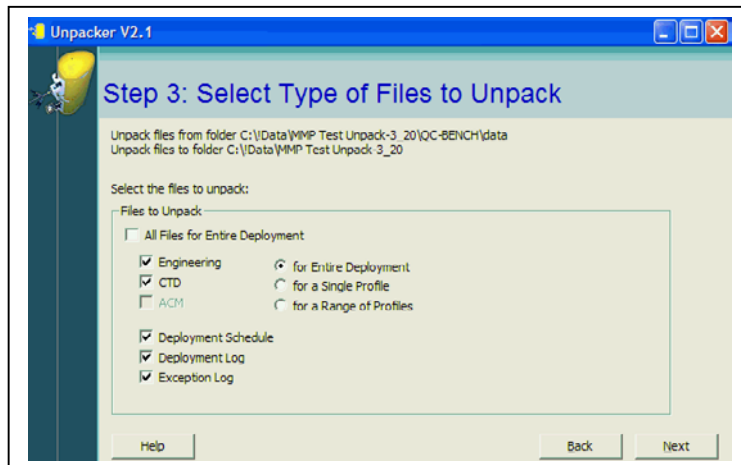 Unpacker V2.1
Step 3: Select Type of Files to Unpack
Unpack files from folder C:\!Data\MMP Test Unpack-3_20\QC-BENCH\data
Unpack files to folder C:\!Data\MMP Test Unpack-3_20
Select the files to unpack:
Files to Unpack
All Files for Entire Deployment
Engineering
for Entire Deployment
CTD
for a Single Profile
ACM
for a Range of Profiles
Deployment Schedule
Deployment Log
Exception Log
Help
Back
Next